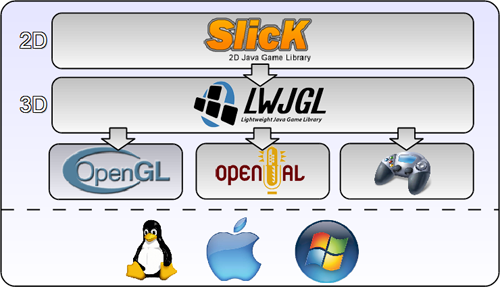 2D
Slick
2D Java Game Library
3D
LWJGL
Lightweight Java Game Library
OpenGL
OPENAL